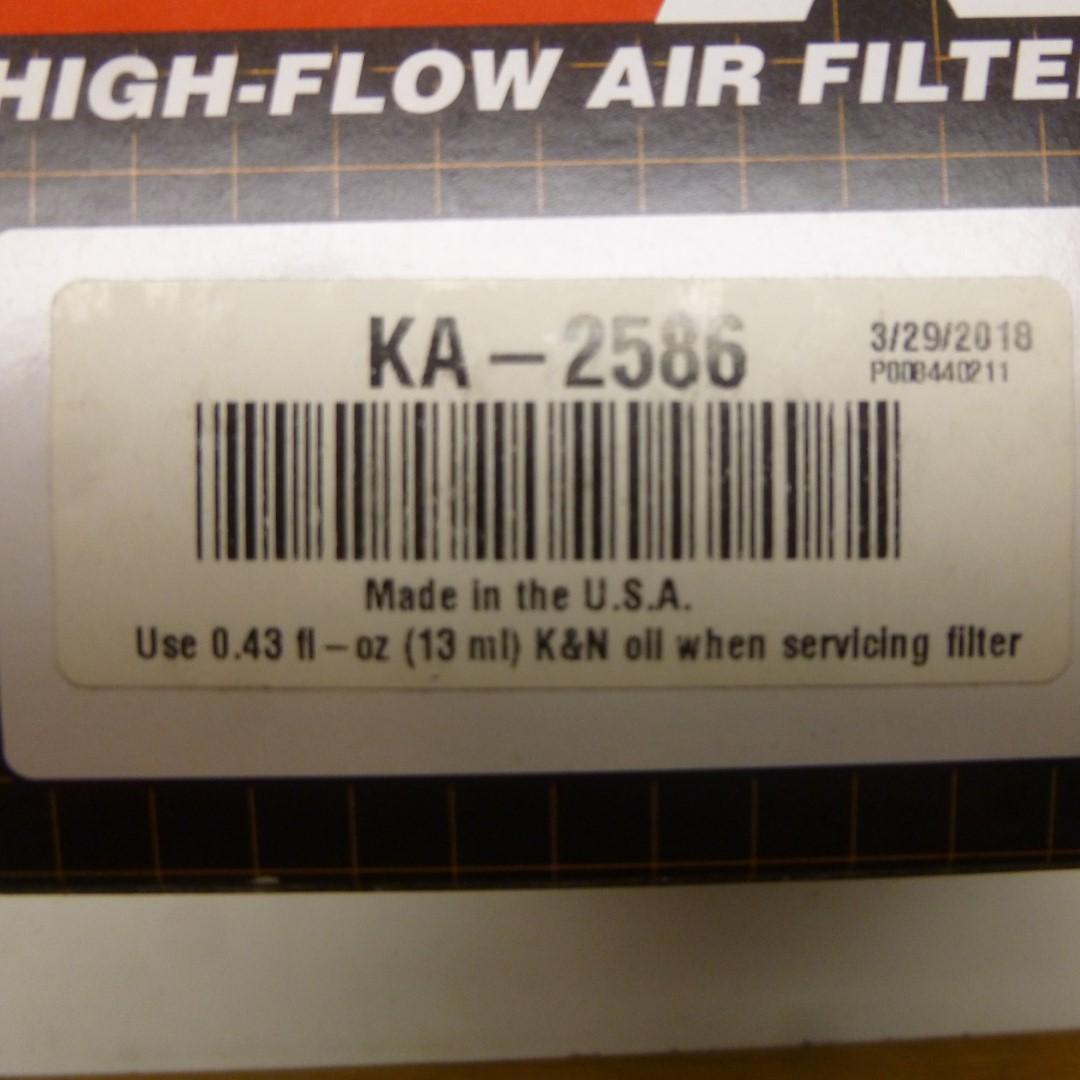 HIGH-FLOW AIR FILTE
KA-2586
3/29/2018
P008440211
Made in the U.S.A.
Use 0.43 fl-oz (13 ml) K&N oil when servicing filter